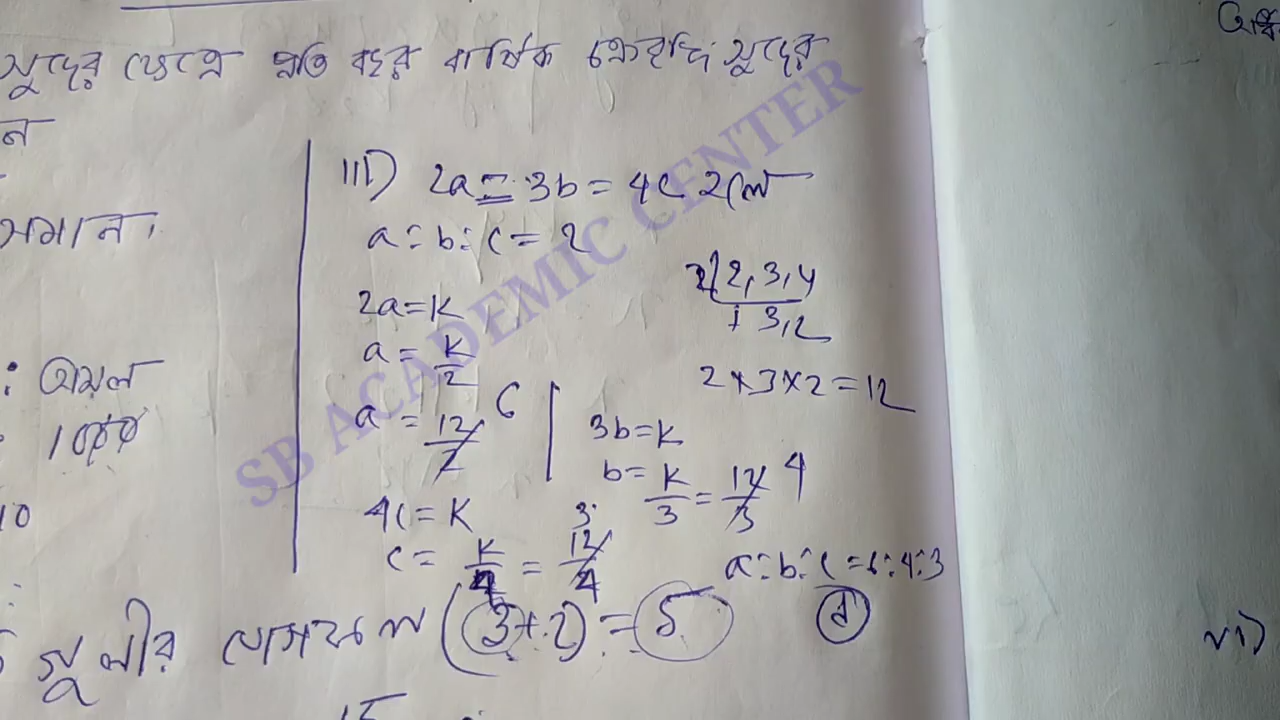 সুদের ক্ষেত্রে প্রতি বছর বার্ষিক চক্রবৃদ্ধি সুদের
ন
সমান।
: আসল
100
10
III) 2a = 3b = 4c হলে
a : b : c = ?
2a = K
a = K/2
a = 12/2 6
2 | 2, 3, 4
1 3, 2
2 × 3 × 2 = 12
3b = K
b = K/3 = 12/3 4
4c = K
c = K/4 = 12/4 3
a : b : c = 6 : 4 : 3
(3 + 2) = 5
SB ACADEMIC CENTER
VI)